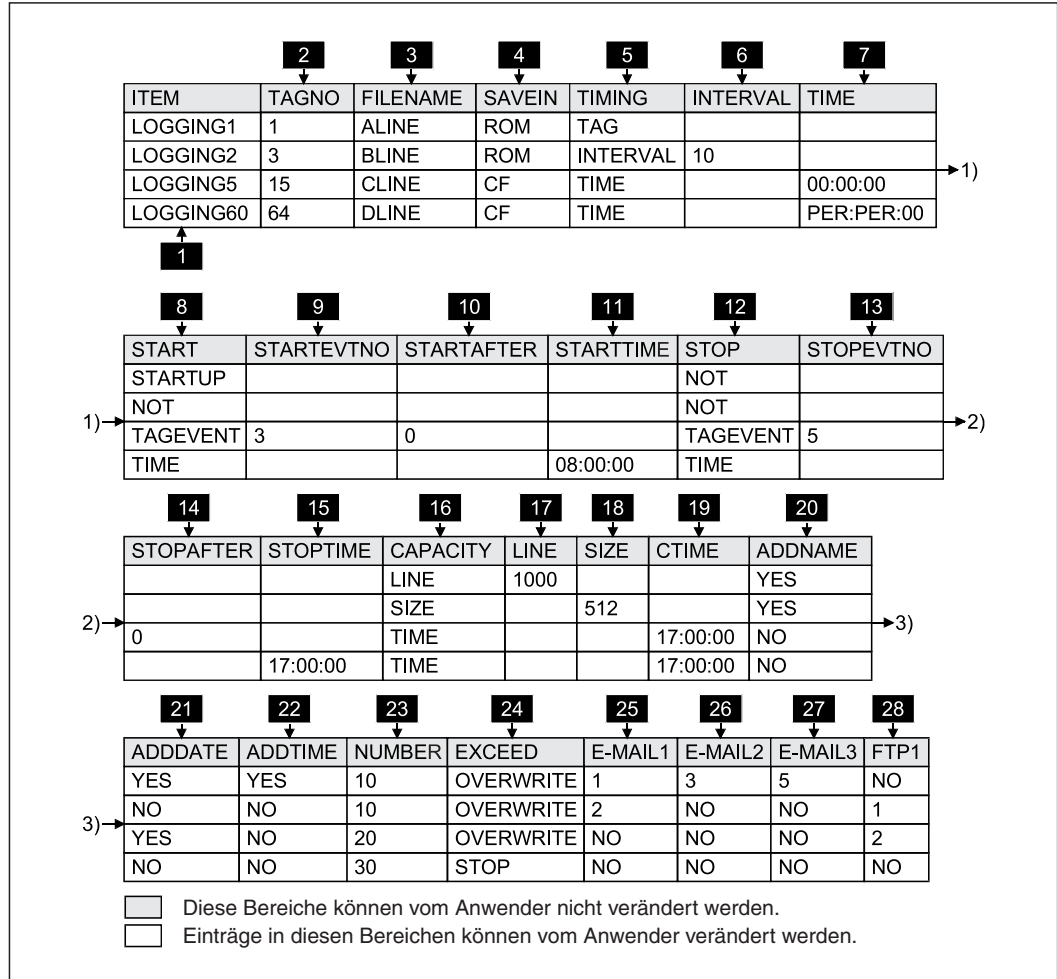 2 3 4 5 6 7
ITEM TAGNO FILENAME SAVEIN TIMING INTERVAL TIME
LOGGING1 1 ALINE ROM TAG
LOGGING2 3 BLINE ROM INTERVAL 10
1)
LOGGING5 15 CLINE CF TIME 00:00:00
LOGGING60 64 DLINE CF TIME PER:PER:00
1
8 9 10 11 12 13
START STARTEVTNO STARTAFTER STARTTIME STOP STOPEVTNO
STARTUP NOT
NOT NOT
1) 2)
TAGEVENT 3 0 TAGEVENT 5
TIME 08:00:00 TIME
14 15 16 17 18 19 20
STOPAFTER STOPTIME CAPACITY LINE SIZE CTIME ADDNAME
LINE 1000 YES
SIZE 512 YES
2) 3)
0 TIME 17:00:00 NO
17:00:00 TIME 17:00:00 NO
21 22 23 24 25 26 27 28
ADDDATE ADDTIME NUMBER EXCEED E-MAIL1 E-MAIL2 E-MAIL3 FTP1
YES YES 10 OVERWRITE 1 3 5 NO
NO NO 10 OVERWRITE 2 NO NO 1
3)
YES NO 20 OVERWRITE NO NO NO 2
NO NO 30 STOP NO NO NO NO
Diese Bereiche können vom Anwender nicht verändert werden.
Einträge in diesen Bereichen können vom Anwender verändert werden.